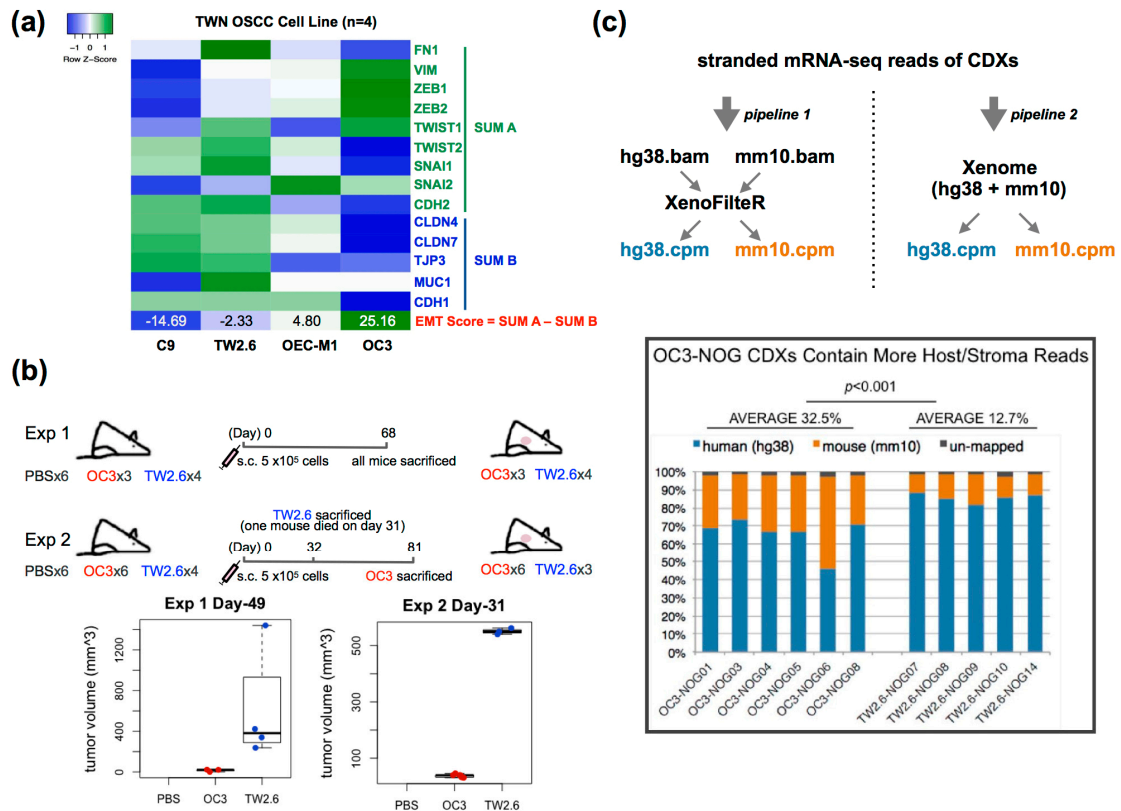 (a)
TWN OSCC Cell Line (n=4)
−1 0 1
Row Z−Score
FN1
VIM
ZEB1
ZEB2
TWIST1
TWIST2
SNAI1
SNAI2
CDH2
SUM A
CLDN4
CLDN7
TJP3
MUC1
CDH1
SUM B
-14.69 -2.33 4.80 25.16 EMT Score = SUM A – SUM B
C9 TW2.6 OEC-M1 OC3
(b)
Exp 1
PBSx6 OC3x3 TW2.6x4
(Day) 0 68
s.c. 5 x10⁵ cells all mice sacrificed
OC3x3 TW2.6x4
Exp 2
PBSx6 OC3x6 TW2.6x4
TW2.6 sacrificed
(one mouse died on day 31)
(Day) 0 32 81
s.c. 5 x10⁵ cells OC3 sacrificed
OC3x6 TW2.6x3
Exp 1 Day-49
tumor volume (mm^3)
1200
800
400
0
PBS OC3 TW2.6
Exp 2 Day-31
tumor volume (mm^3)
500
300
100
PBS OC3 TW2.6
(c)
stranded mRNA-seq reads of CDXs
pipeline 1
hg38.bam mm10.bam
XenoFilteR
hg38.cpm mm10.cpm
pipeline 2
Xenome
(hg38 + mm10)
hg38.cpm mm10.cpm
OC3-NOG CDXs Contain More Host/Stroma Reads
p<0.001
AVERAGE 32.5% AVERAGE 12.7%
human (hg38) mouse (mm10) un-mapped
100%
90%
80%
70%
60%
50%
40%
30%
20%
10%
0%
OC3-NOG01
OC3-NOG03
OC3-NOG04
OC3-NOG05
OC3-NOG06
OC3-NOG08
TW2.6-NOG07
TW2.6-NOG08
TW2.6-NOG09
TW2.6-NOG10
TW2.6-NOG14